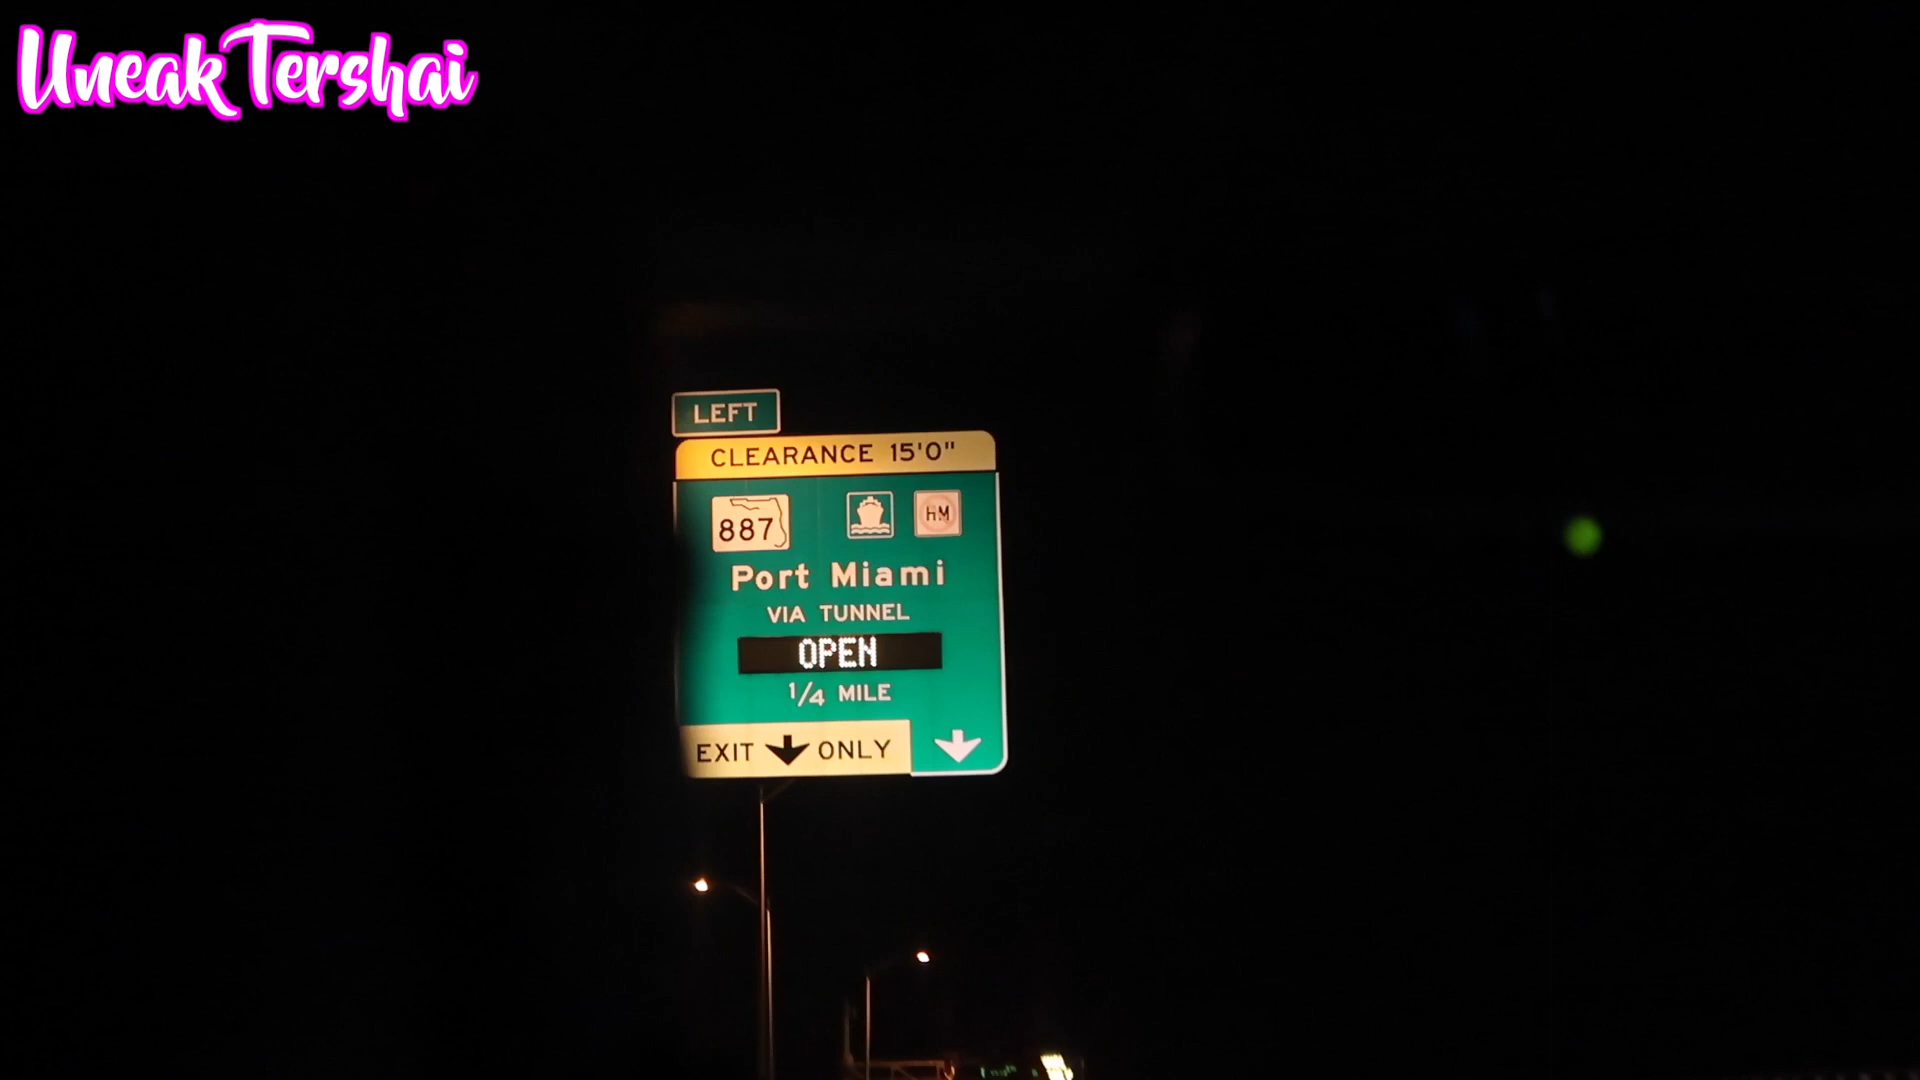 Uneak Tershai
LEFT
CLEARANCE 15'0"
887
HM
Port Miami
VIA TUNNEL
OPEN
1/4 MILE
EXIT ONLY